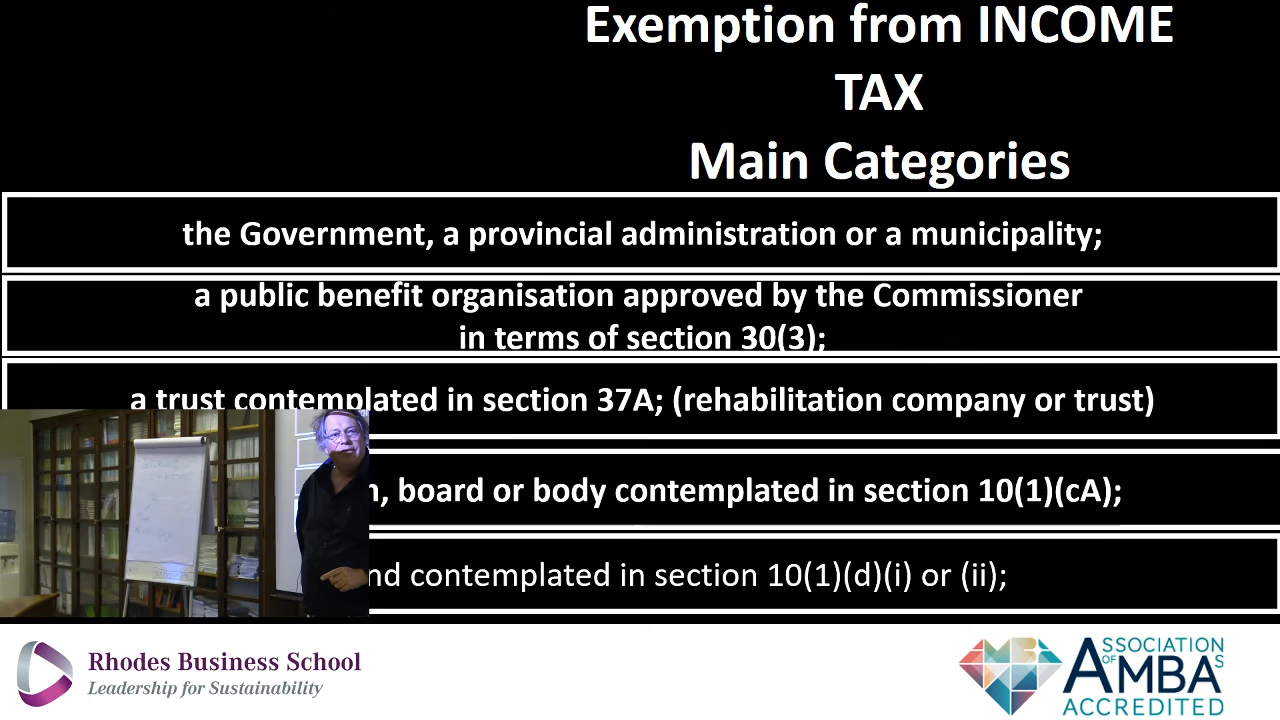 Exemption from INCOME
TAX
Main Categories
the Government, a provincial administration or a municipality;
a public benefit organisation approved by the Commissioner
in terms of section 30(3);
a trust contemplated in section 37A; (rehabilitation company or trust)
, board or body contemplated in section 10(1)(cA);
contemplated in section 10(1)(d)(i) or (ii);
Rhodes Business School
Leadership for Sustainability
ASSOCIATION
OF AMBAs
ACCREDITED